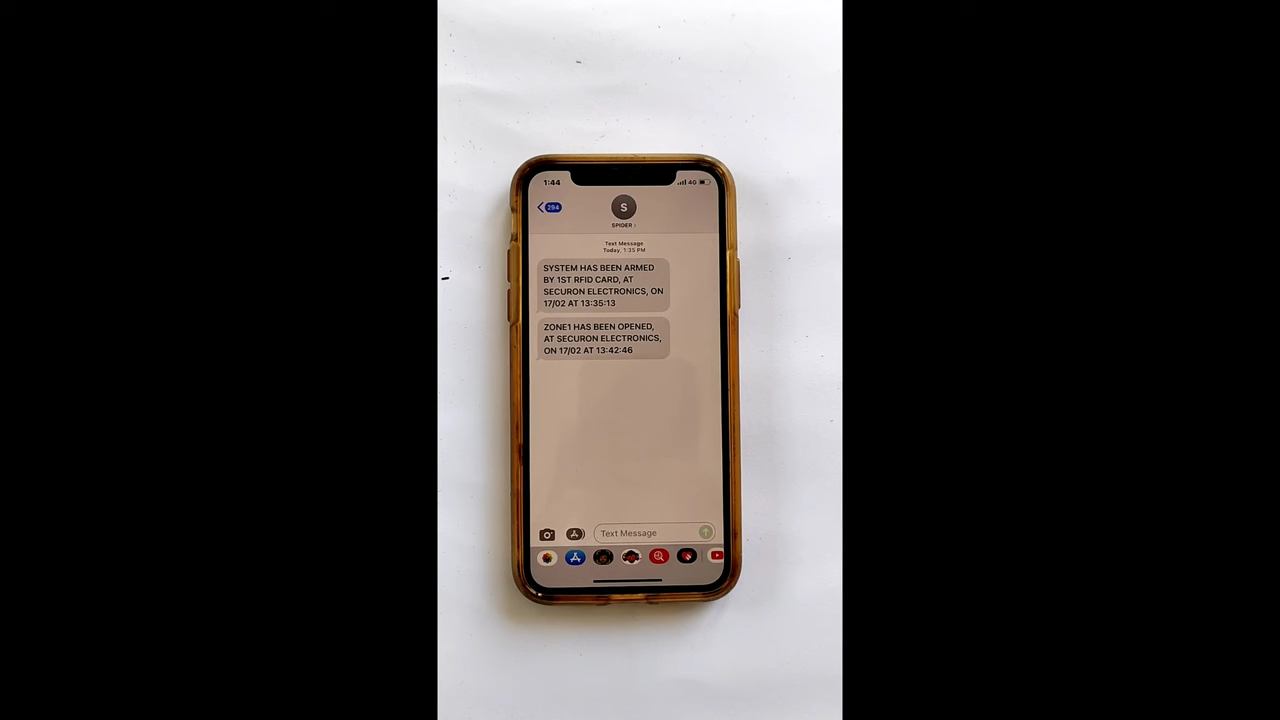 1:44
4G
294
S
SPIDER
Text Message
Today, 1:35 PM
SYSTEM HAS BEEN ARMED
BY 1ST RFID CARD, AT
SECURON ELECTRONICS, ON
17/02 AT 13:35:13
ZONE1 HAS BEEN OPENED,
AT SECURON ELECTRONICS,
ON 17/02 AT 13:42:46
Text Message